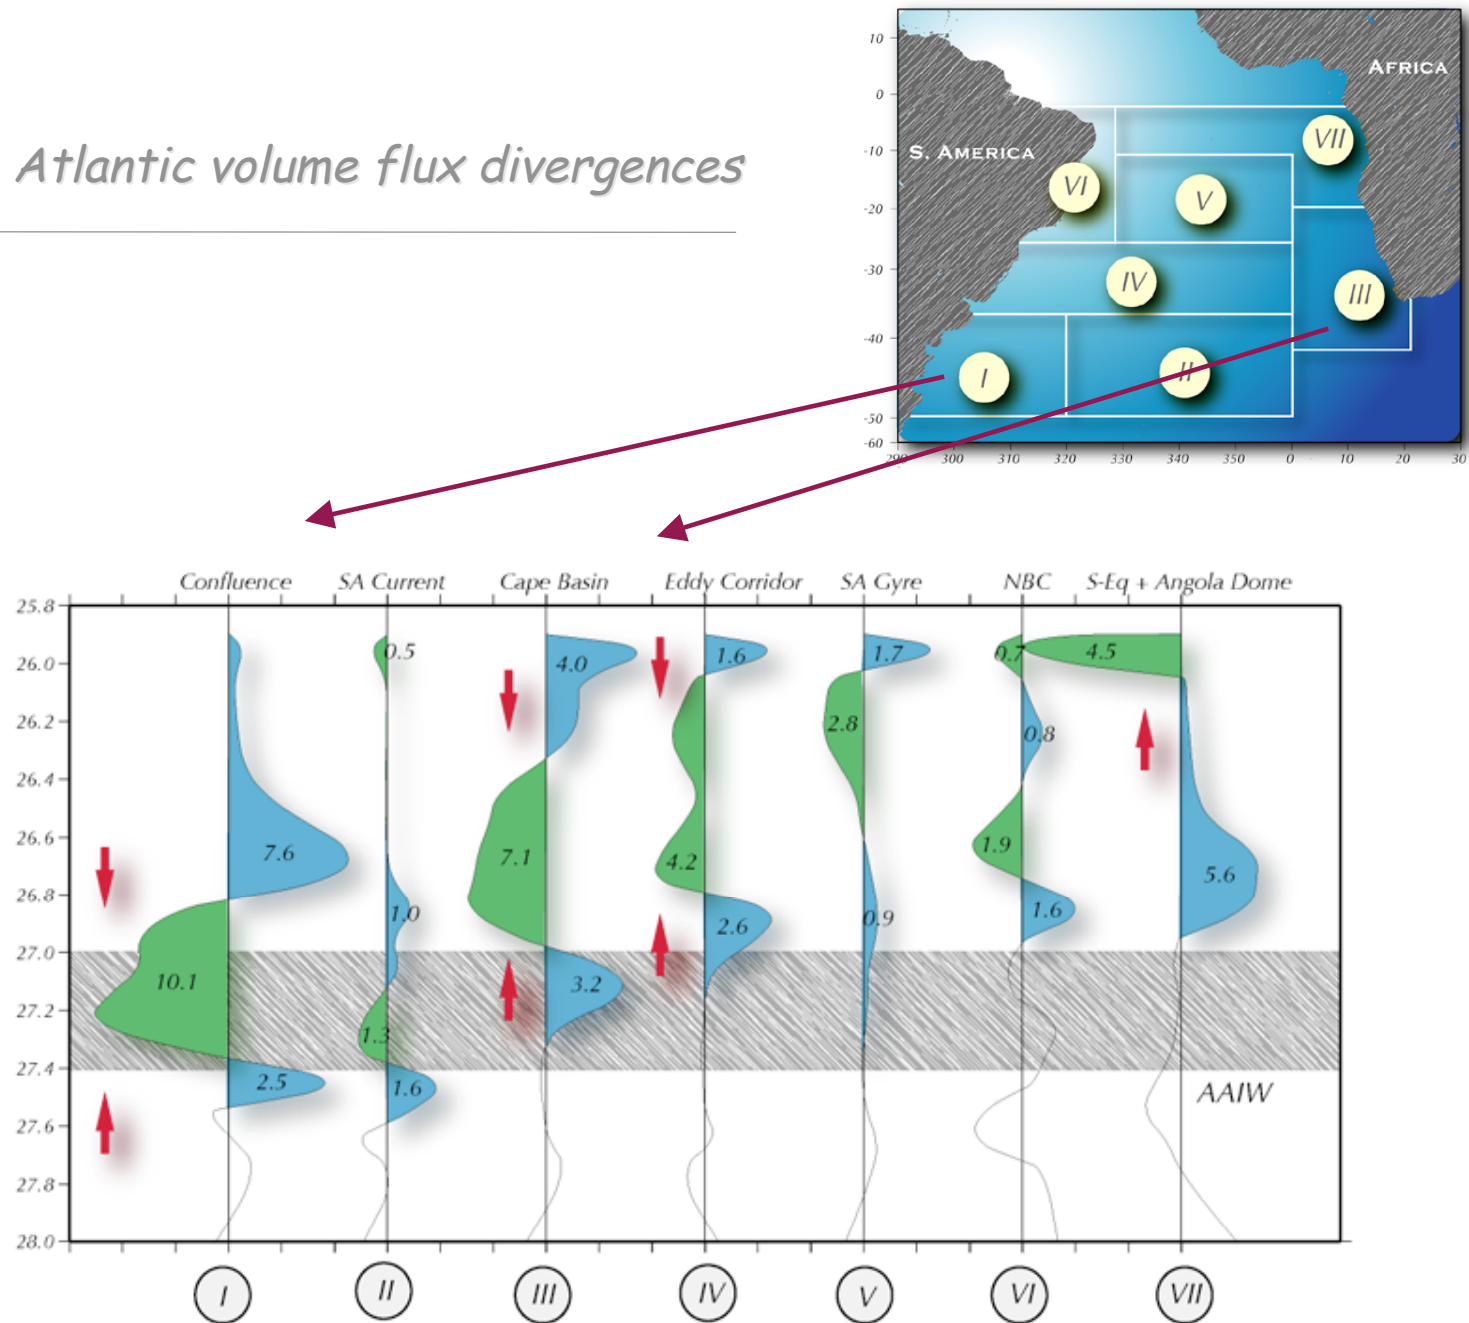 Atlantic volume flux divergences
10
0
-10
-20
-30
-40
-50
-60
AFRICA
S. AMERICA
VII
VI
V
IV
III
I
II
290 300 310 320 330 340 350 0 10 20 30
Confluence SA Current Cape Basin Eddy Corridor SA Gyre NBC S-Eq + Angola Dome
25.8
26.0
26.2
26.4
26.6
26.8
27.0
27.2
27.4
27.6
27.8
28.0
0.5 4.0 1.6 1.7 0.7 4.5
2.8 0.8
7.6 7.1 4.2 1.9 5.6
1.0 2.6 0.9 1.6
10.1 3.2
1.3
2.5 1.6
AAIW
I II III IV V VI VII